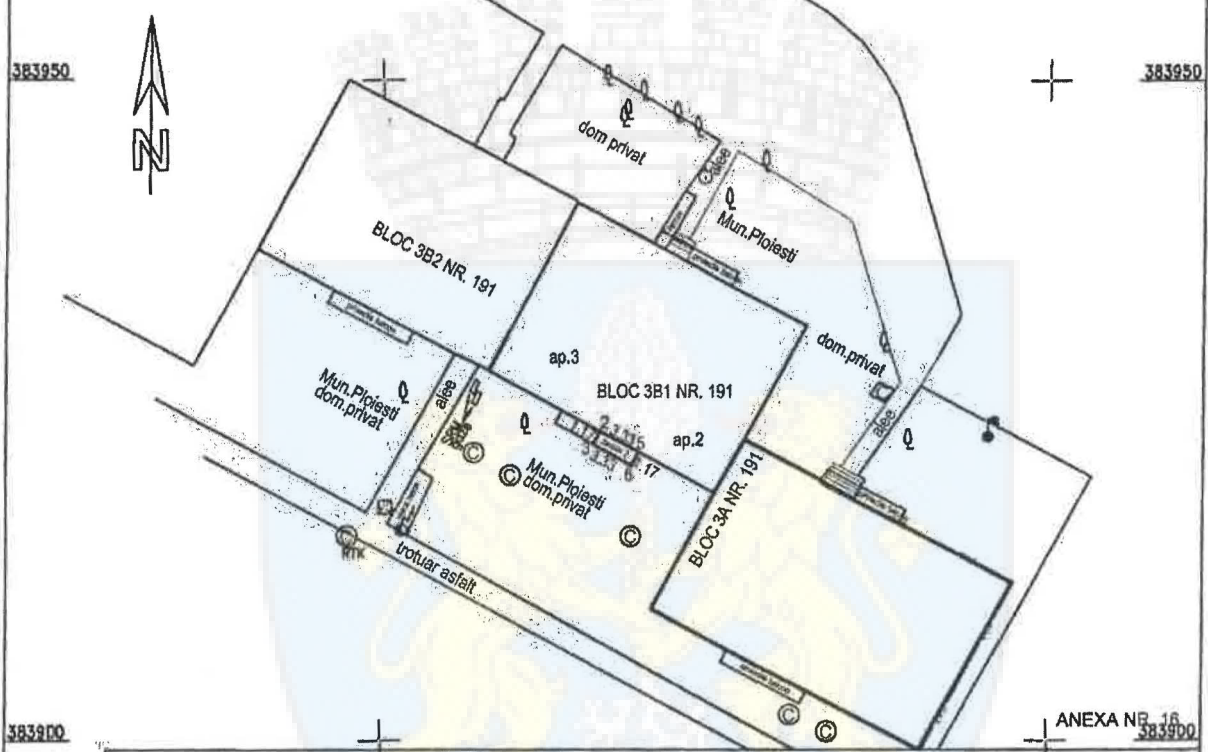 383950
383950
N
alee
dom privat
Mun.Ploiesti
BLOC 3B2 NR. 191
dom.privat
ap.3
BLOC 3B1 NR. 191
Mun.Ploiesti
dom.privat
alee
ap.2
alee
17
Mun.Ploiesti
dom.privat
BLOC 3A NR. 191
RTK
trotuar asfalt
ANEXA NR. 16
383900
383900